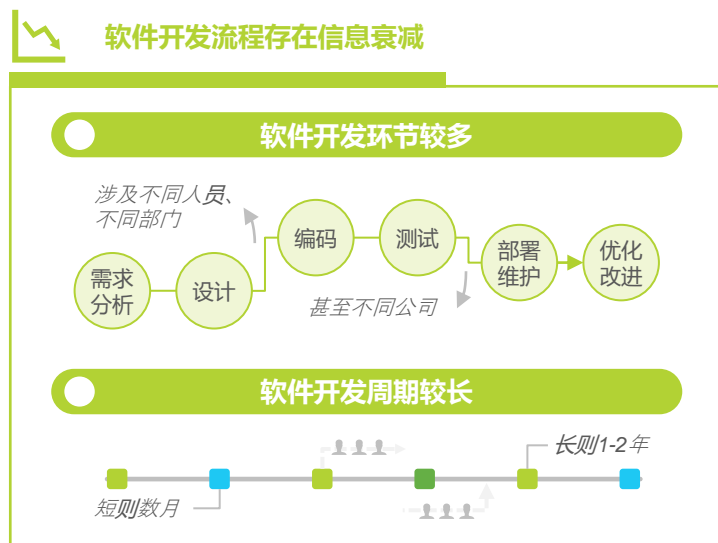 软件开发流程存在信息衰减
软件开发环节较多
涉及不同人员、
不同部门
需求
分析
设计
编码
测试
部署
维护
优化
改进
甚至不同公司
软件开发周期较长
长则1-2年
短则数月